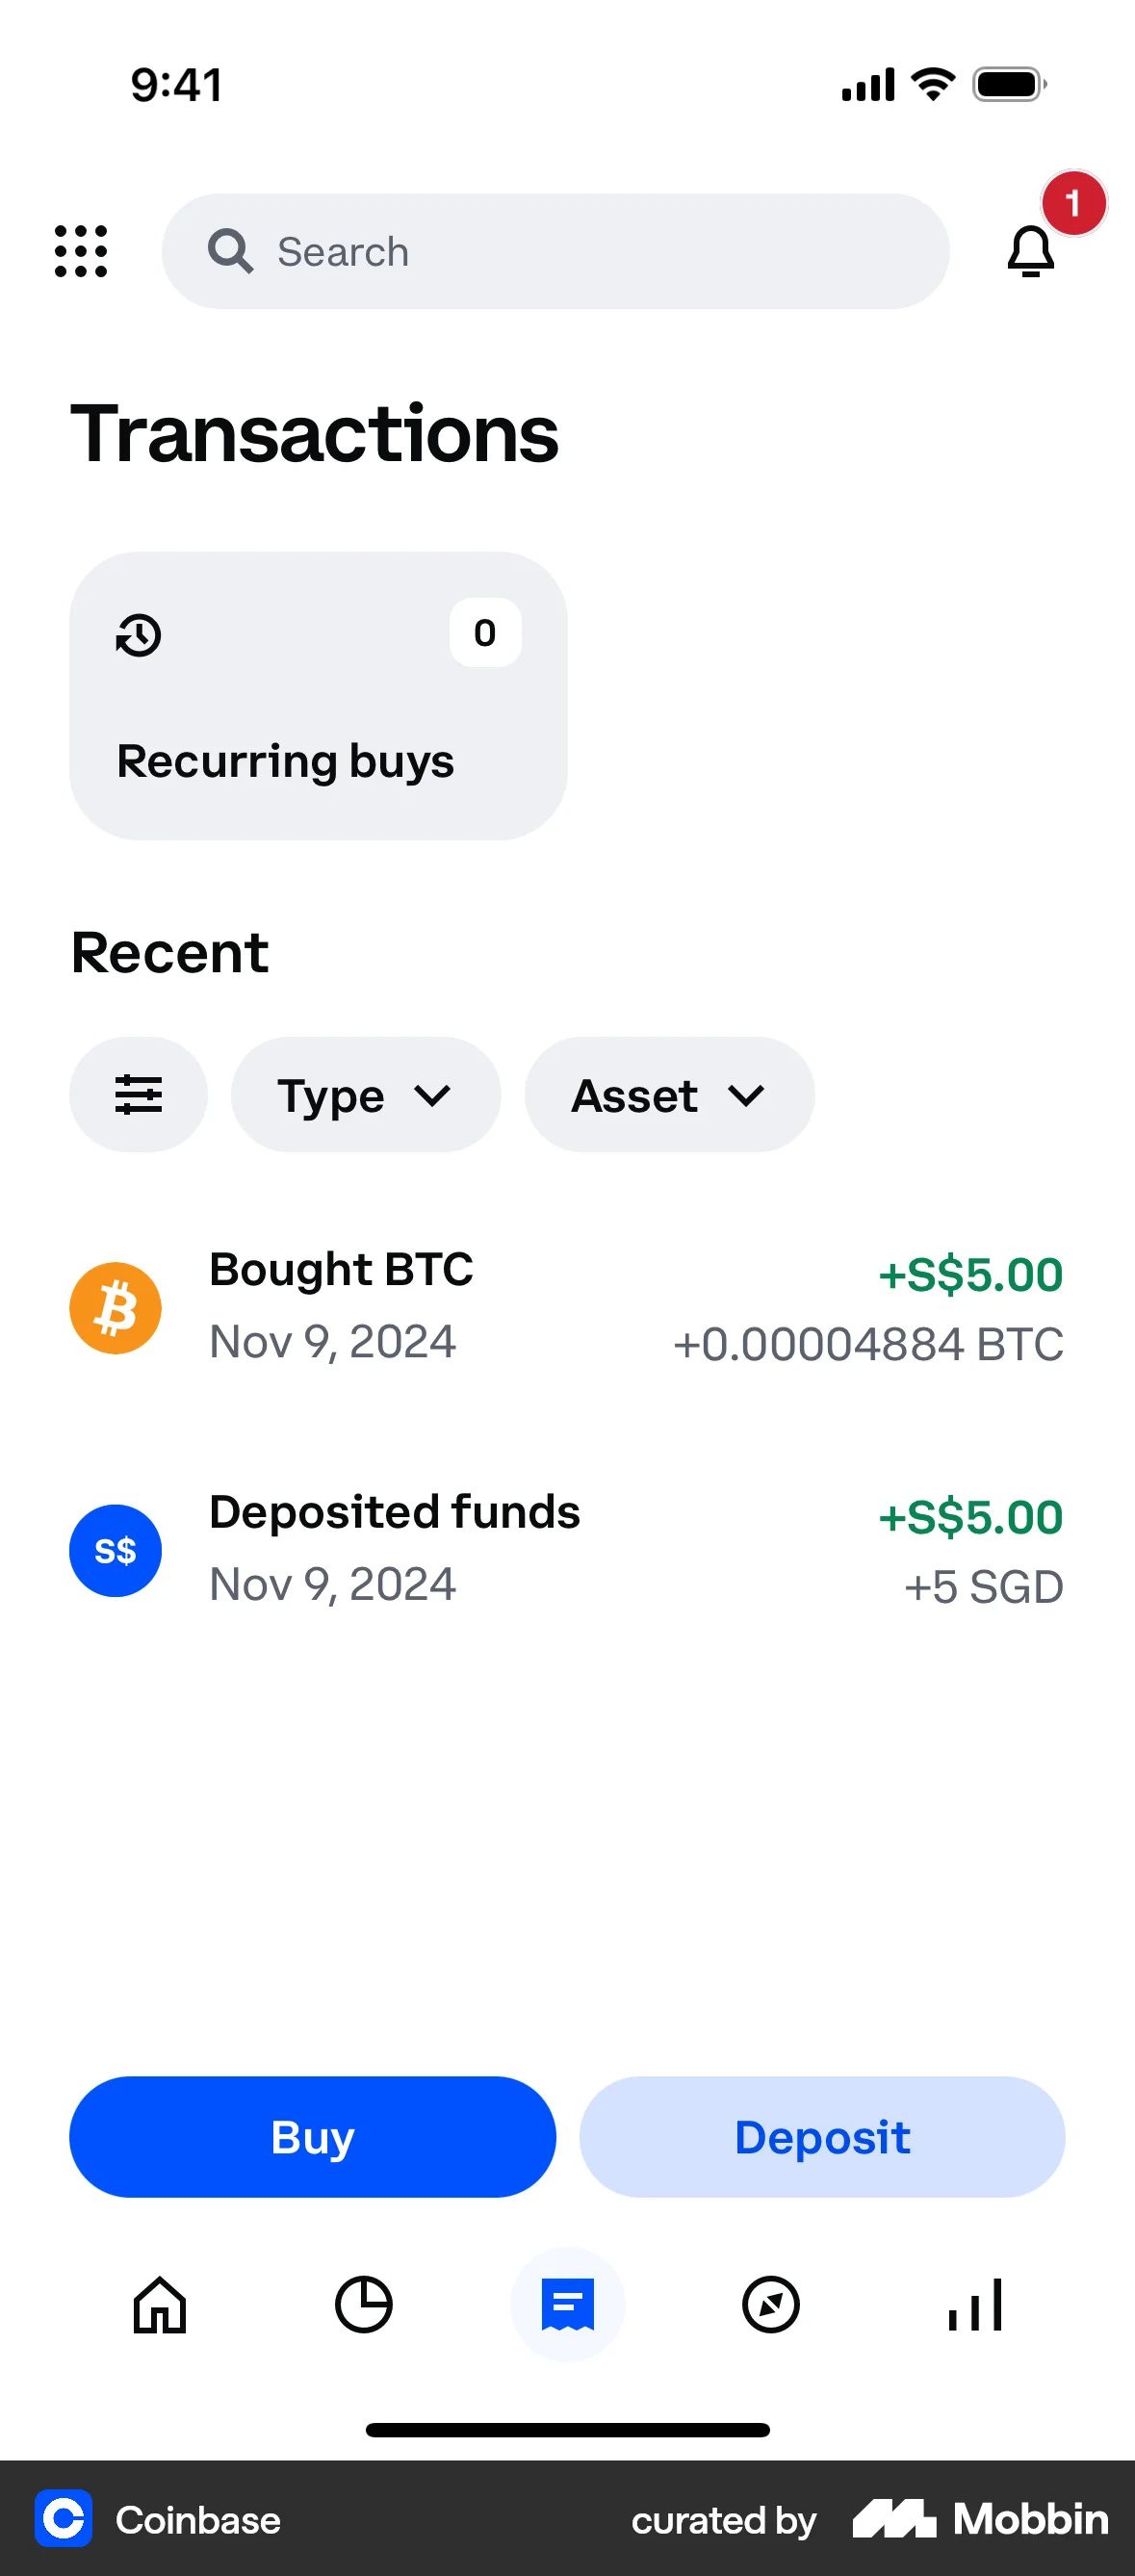 9:41
Search
1
Transactions
0
Recurring buys
Recent
Type Asset
Bought BTC +S$5.00
Nov 9, 2024 +0.00004884 BTC
S$ Deposited funds +S$5.00
Nov 9, 2024 +5 SGD
Buy Deposit
Coinbase curated by Mobbin